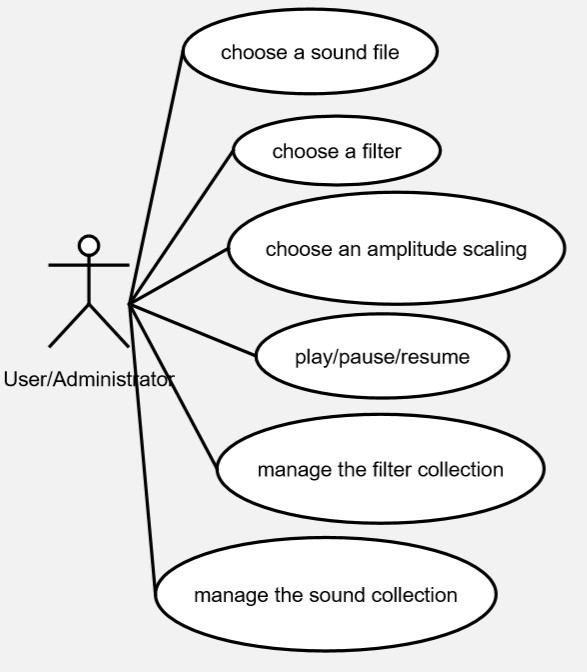 choose a sound file
choose a filter
choose an amplitude scaling
play/pause/resume
User/Administrator
manage the filter collection
manage the sound collection